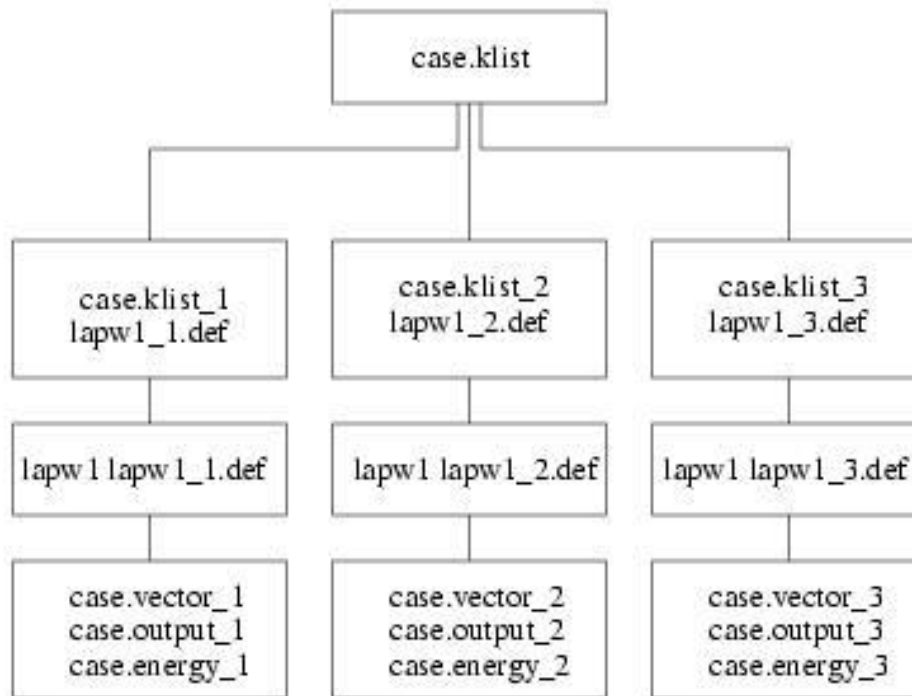 case.klist
case.klist_1
lapw1_1.def
case.klist_2
lapw1_2.def
case.klist_3
lapw1_3.def
lapw1 lapw1_1.def
lapw1 lapw1_2.def
lapw1 lapw1_3.def
case.vector_1
case.output_1
case.energy_1
case.vector_2
case.output_2
case.energy_2
case.vector_3
case.output_3
case.energy_3